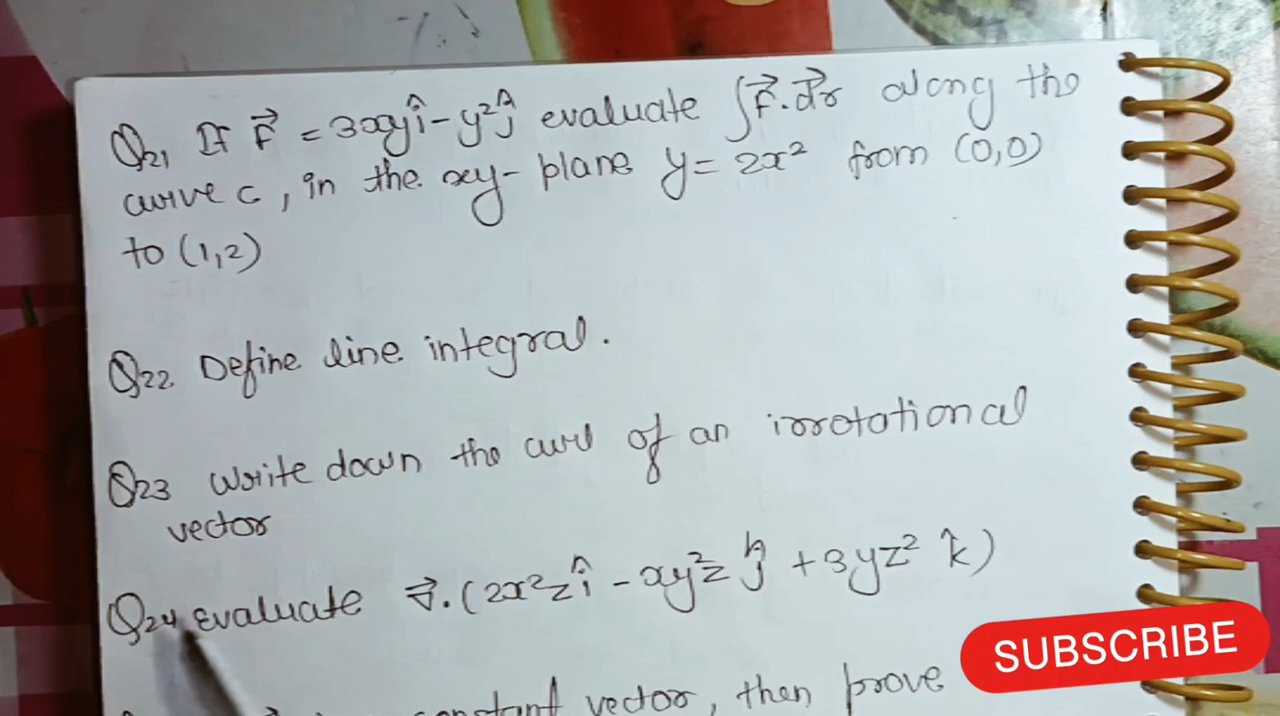 Q21 If F⃗ = 3xyî - y²ĵ evaluate ∫F⃗.dr⃗ along the
curve c, in the xy-plane y = 2x² from (0,0)
to (1,2)
Q22 Define line integral.
Q23 Write down the curl of an irrotational
vector
Q24 Evaluate ∇⃗.(2x²zî - xy²zĵ + 3yz² k̂)
SUBSCRIBE
constant vector, then prove